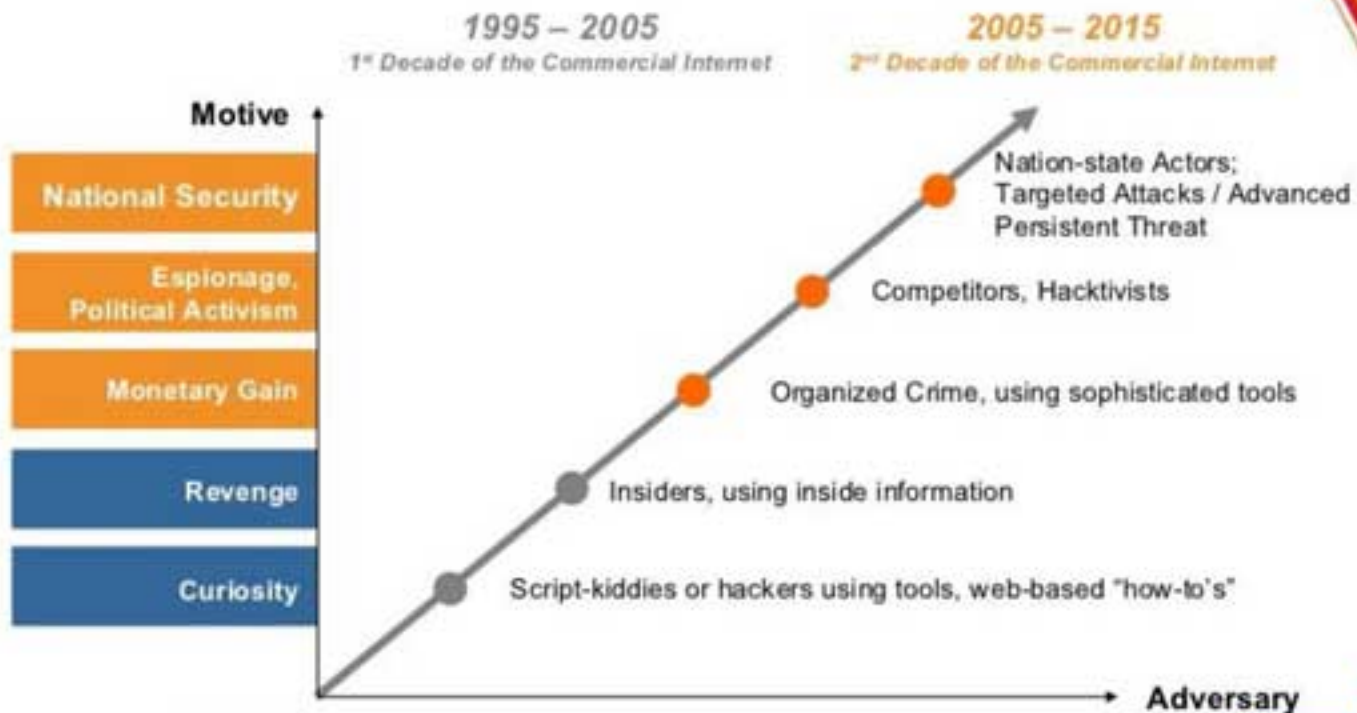 1995 – 2005
1st Decade of the Commercial Internet
2005 – 2015
2nd Decade of the Commercial Internet
Motive
National Security
Nation-state Actors;
Targeted Attacks / Advanced
Persistent Threat
Espionage,
Political Activism
Competitors, Hacktivists
Monetary Gain
Organized Crime, using sophisticated tools
Revenge
Insiders, using inside information
Curiosity
Script-kiddies or hackers using tools, web-based "how-to's"
Adversary